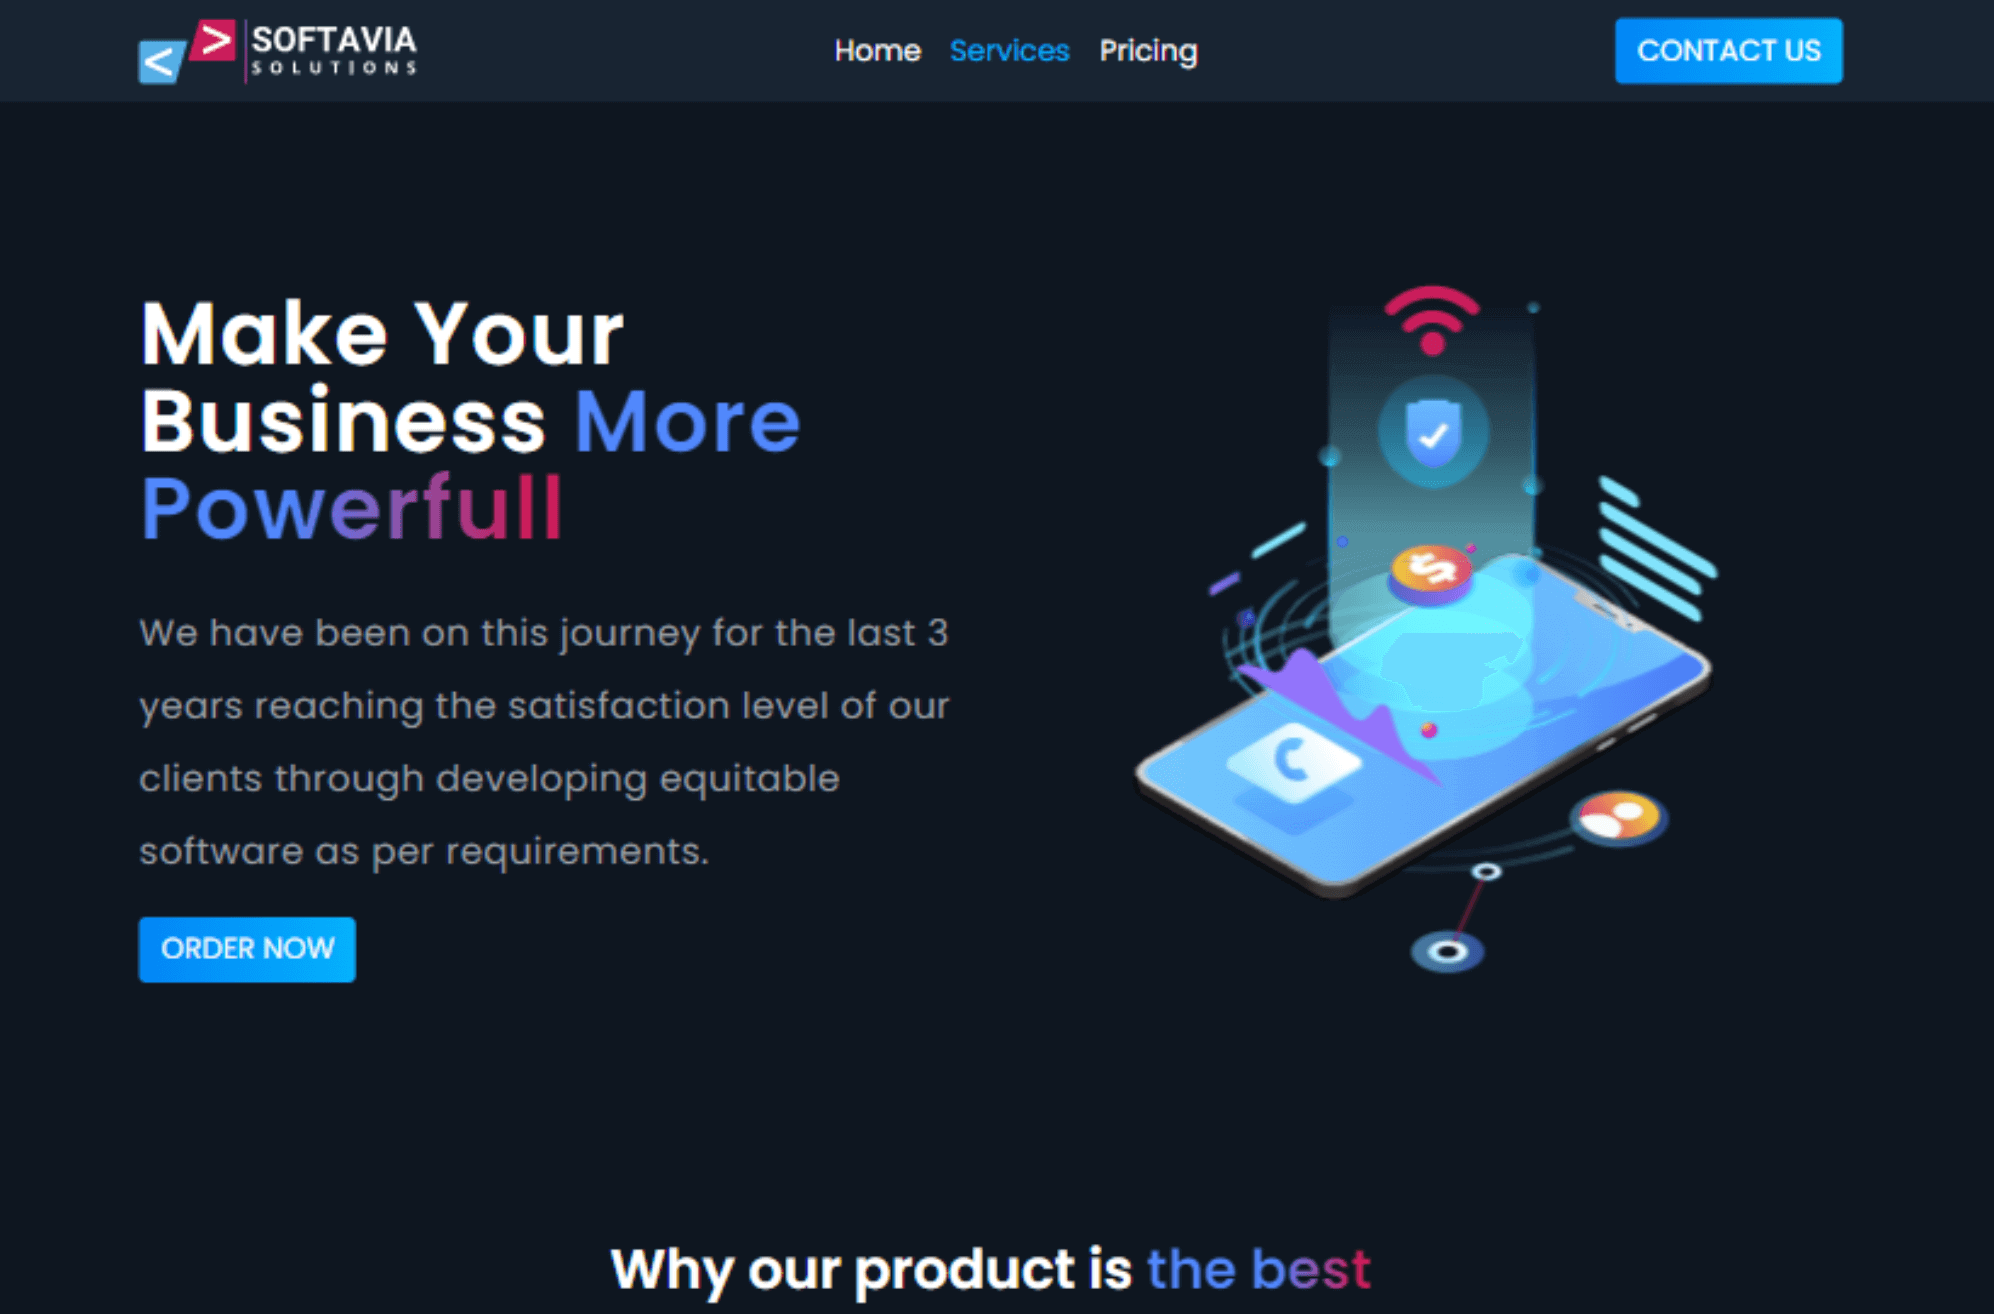 SOFTAVIA
SOLUTIONS
Home Services Pricing
CONTACT US
Make Your
Business More
Powerfull
We have been on this journey for the last 3
years reaching the satisfaction level of our
clients through developing equitable
software as per requirements.
ORDER NOW
Why our product is the best